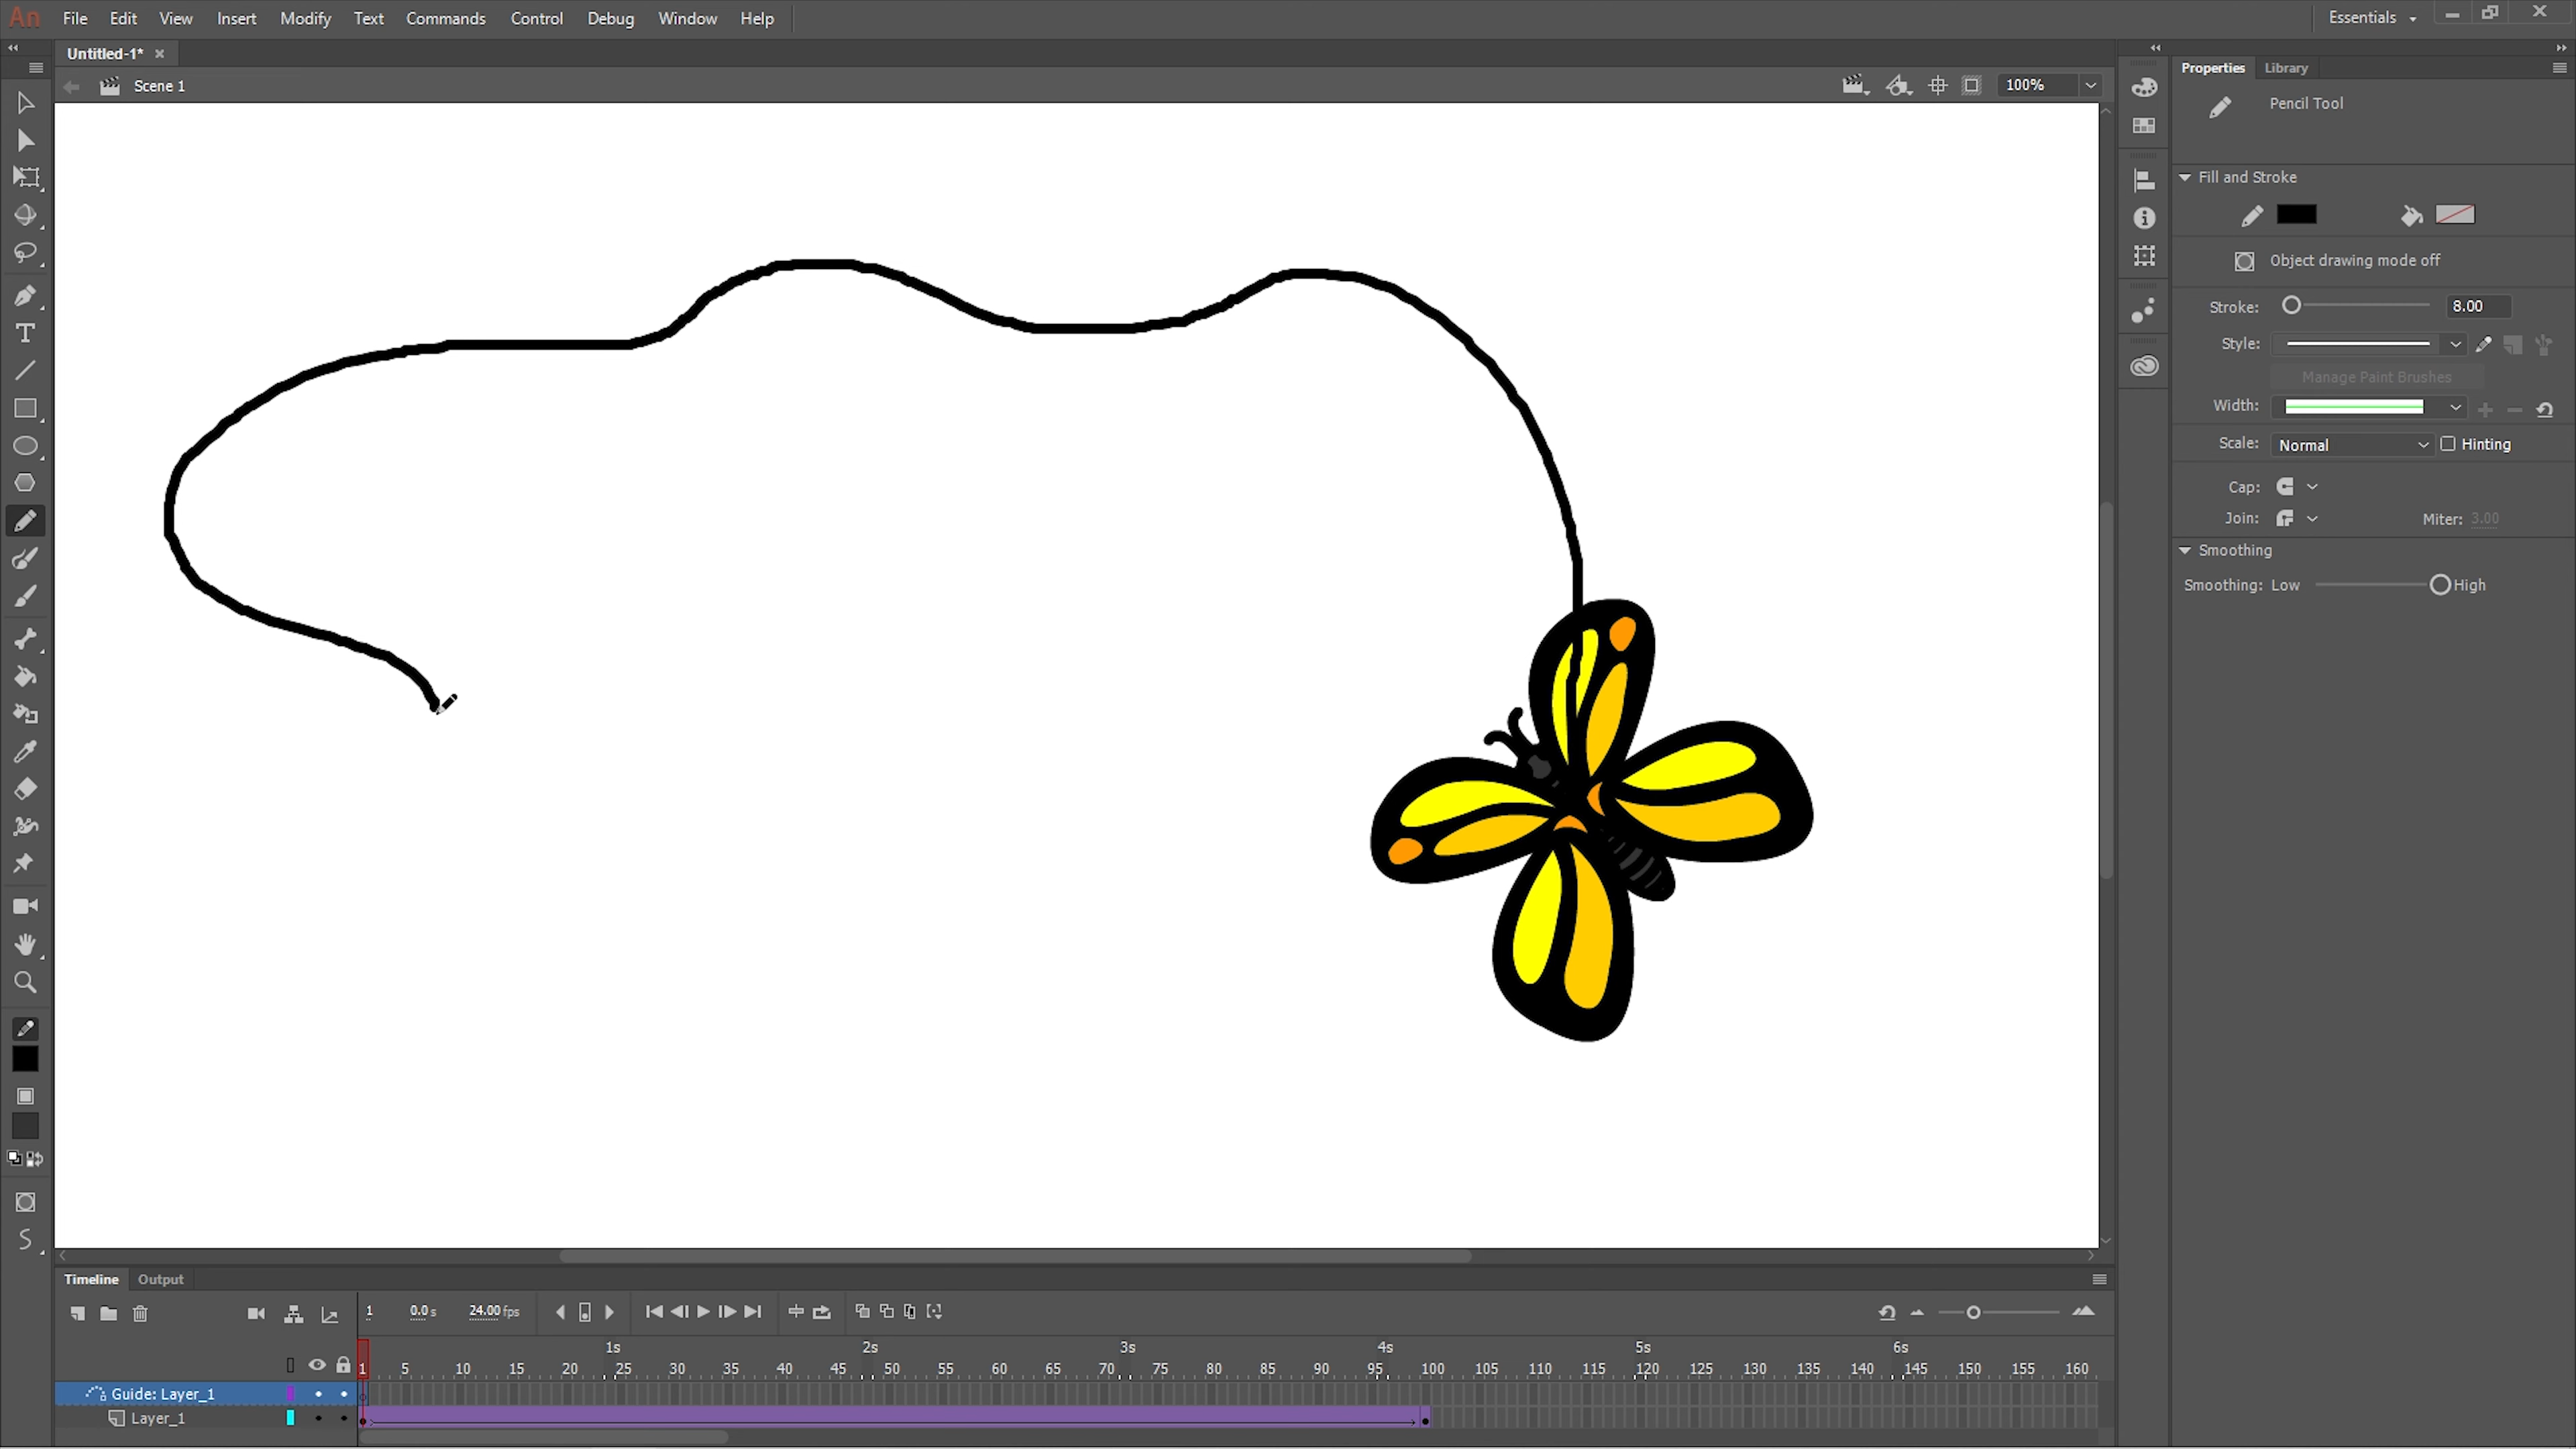 An File Edit View Insert Modify Text Commands Control Debug Window Help Essentials
Untitled-1*
Scene 1 100%
Properties Library
Pencil Tool
Fill and Stroke
Object drawing mode off
Stroke: 8.00
Style:
Manage Paint Brushes
Width:
Scale: Normal Hinting
Cap:
Join: Miter: 3.00
Smoothing
Smoothing: Low High
Timeline Output
1 0.0 s 24.00 fps
1s 2s 3s 4s 5s 6s
1 5 10 15 20 25 30 35 40 45 50 55 60 65 70 75 80 85 90 95 100 105 110 115 120 125 130 135 140 145 150 155 160
Guide: Layer_1
Layer_1